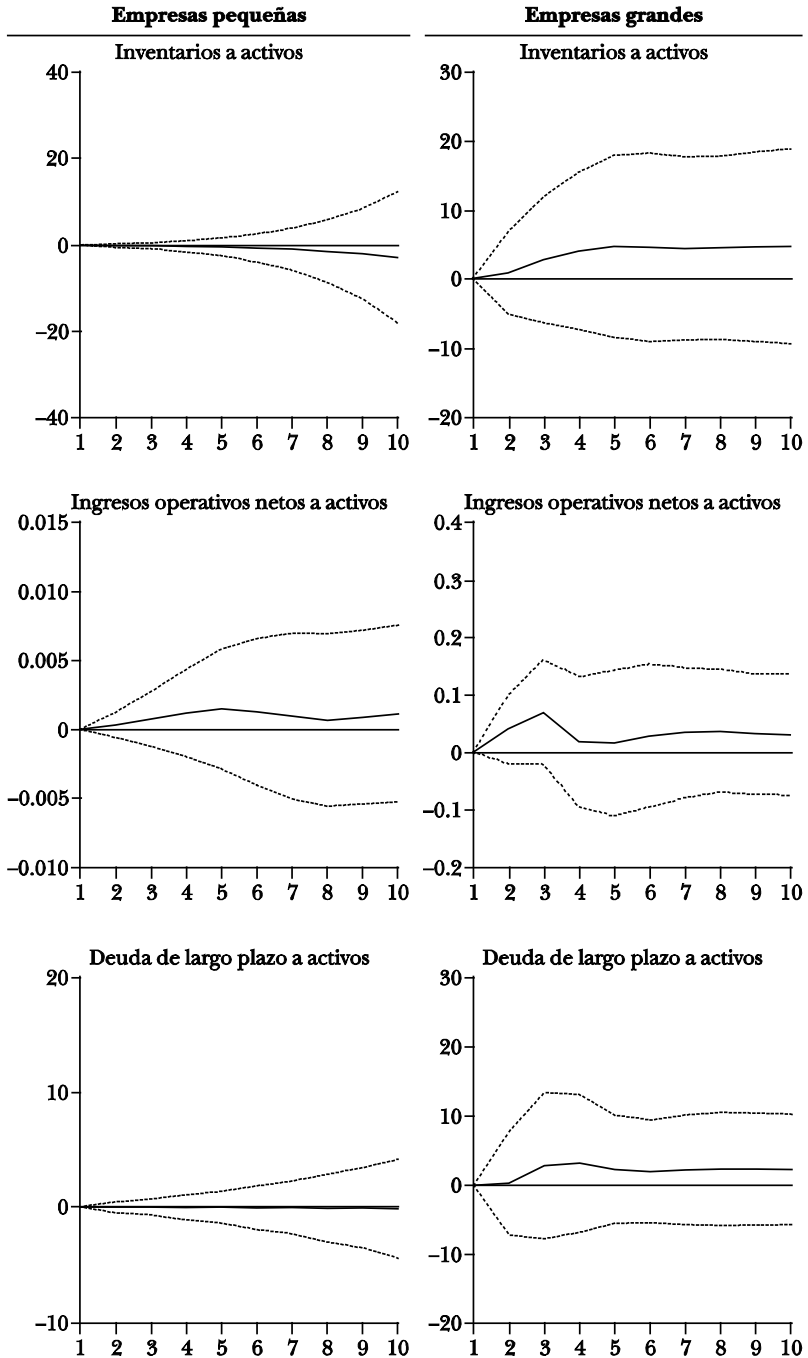 Empresas pequeñas
Empresas grandes
Inventarios a activos
40
20
0
–20
–40
1 2 3 4 5 6 7 8 9 10
Inventarios a activos
30
20
10
0
–10
–20
1 2 3 4 5 6 7 8 9 10
Ingresos operativos netos a activos
0.015
0.010
0.005
0
–0.005
–0.010
1 2 3 4 5 6 7 8 9 10
Ingresos operativos netos a activos
0.4
0.3
0.2
0.1
0
–0.1
–0.2
1 2 3 4 5 6 7 8 9 10
Deuda de largo plazo a activos
20
10
0
–10
1 2 3 4 5 6 7 8 9 10
Deuda de largo plazo a activos
30
20
10
0
–10
–20
1 2 3 4 5 6 7 8 9 10